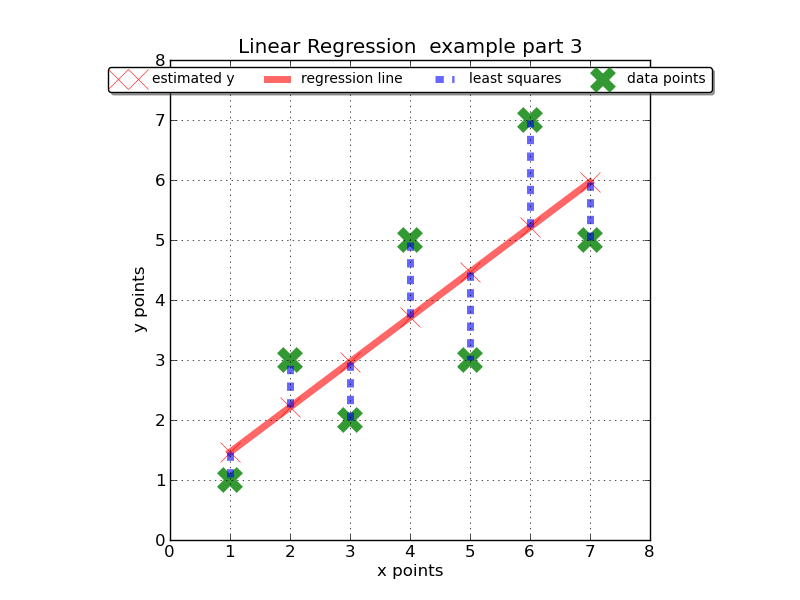 Linear Regression  example part 3
estimated y regression line least squares data points
8
7
6
5
4
3
2
1
0
y points
0 1 2 3 4 5 6 7 8
x points